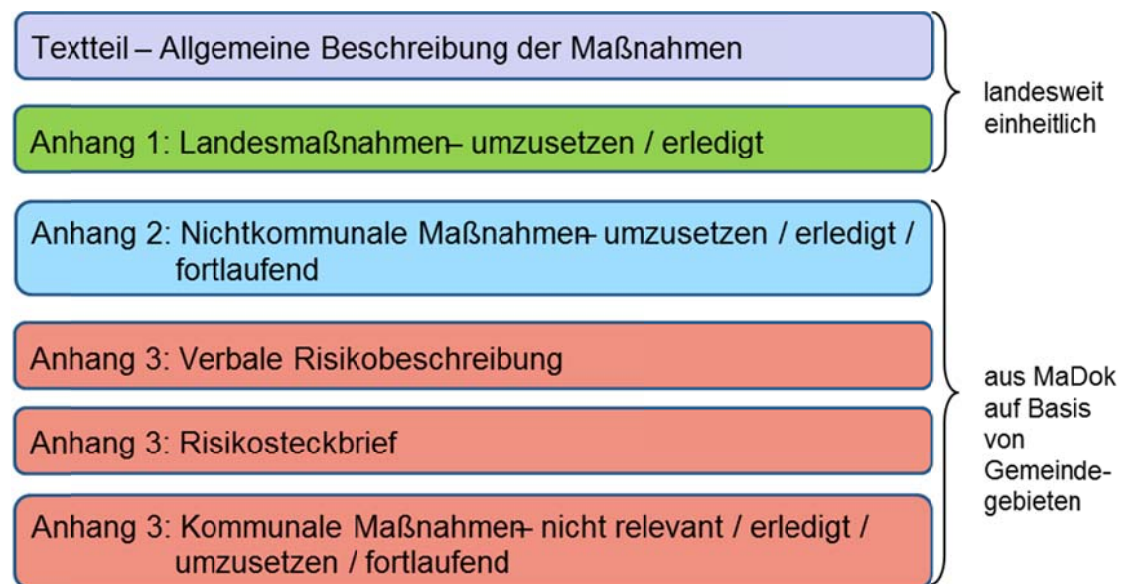 Textteil – Allgemeine Beschreibung der Maßnahmen
Anhang 1: Landesmaßnahmen– umzusetzen / erledigt
landesweit
einheitlich
Anhang 2: Nichtkommunale Maßnahmen– umzusetzen / erledigt /
fortlaufend
Anhang 3: Verbale Risikobeschreibung
Anhang 3: Risikosteckbrief
Anhang 3: Kommunale Maßnahmen– nicht relevant / erledigt /
umzusetzen / fortlaufend
aus MaDok
auf Basis
von
Gemeinde-
gebieten